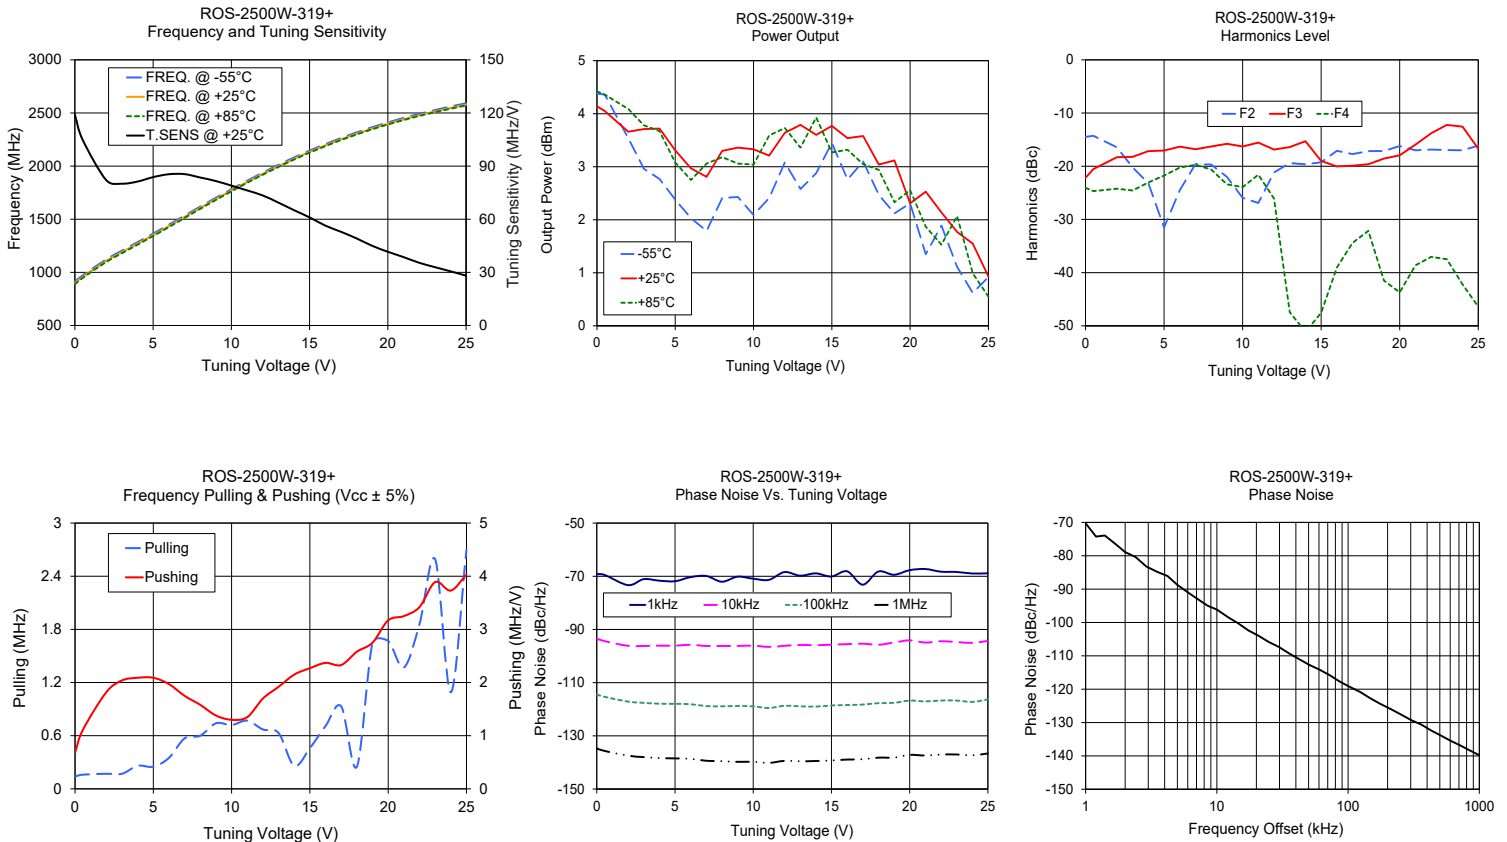 ROS-2500W-319+
Frequency and Tuning Sensitivity
3000
2500
2000
1500
1000
500
150
120
90
60
30
0
0
5
10
15
20
25
FREQ. @ -55°C
FREQ. @ +25°C
FREQ. @ +85°C
T.SENS @ +25°C
Frequency (MHz)
Tuning Sensitivity (MHz/V)
Tuning Voltage (V)
ROS-2500W-319+
Power Output
5
4
3
2
1
0
0
5
10
15
20
25
-55°C
+25°C
+85°C
Output Power (dBm)
Tuning Voltage (V)
ROS-2500W-319+
Harmonics Level
0
-10
-20
-30
-40
-50
0
5
10
15
20
25
F2
F3
F4
Harmonics (dBc)
Tuning Voltage (V)
ROS-2500W-319+
Frequency Pulling & Pushing (Vcc ± 5%)
3
2.4
1.8
1.2
0.6
0
5
4
3
2
1
0
0
5
10
15
20
25
Pulling
Pushing
Pulling (MHz)
Pushing (MHz/V)
Tuning Voltage (V)
ROS-2500W-319+
Phase Noise Vs. Tuning Voltage
-50
-70
-90
-110
-130
-150
0
5
10
15
20
25
1kHz
10kHz
100kHz
1MHz
Phase Noise (dBc/Hz)
Tuning Voltage (V)
ROS-2500W-319+
Phase Noise
-70
-80
-90
-100
-110
-120
-130
-140
-150
1
10
100
1000
Phase Noise (dBc/Hz)
Frequency Offset (kHz)